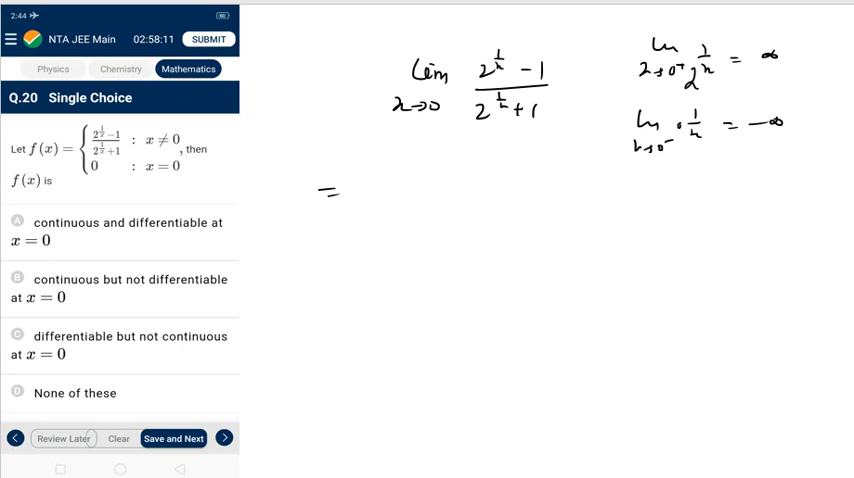 2:44
NTA JEE Main 02:58:11 SUBMIT
Physics Chemistry Mathematics
Q.20 Single Choice
Let f(x) = { (2^(1/x) − 1)/(2^(1/x) + 1) : x ≠ 0
0 : x = 0 , then
f(x) is
A continuous and differentiable at
x = 0
B continuous but not differentiable
at x = 0
C differentiable but not continuous
at x = 0
D None of these
Review Later Clear Save and Next
lim x→0 (2^(1/x) − 1)/(2^(1/x) + 1)
=
lim x→0+ 2^(1/x) = ∞
lim x→0− 1/x = −∞